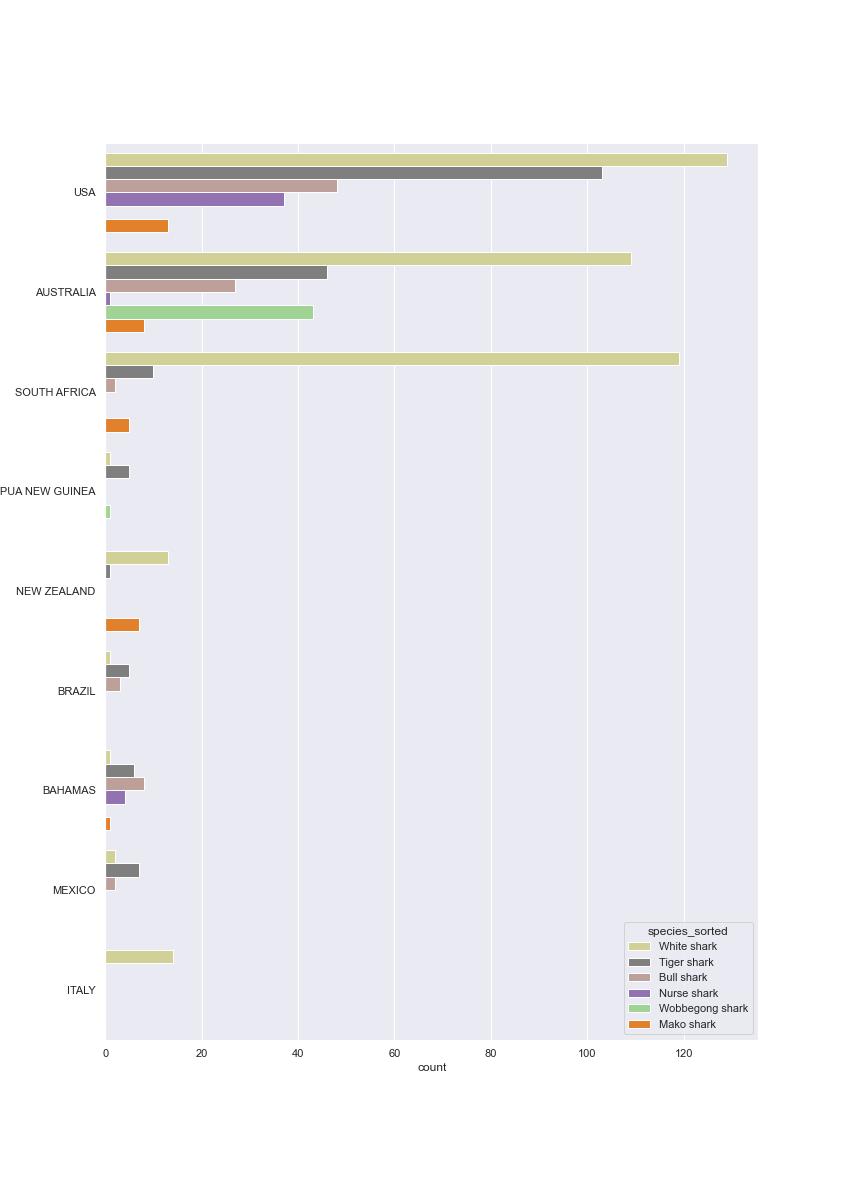 USA
AUSTRALIA
SOUTH AFRICA
PUA NEW GUINEA
NEW ZEALAND
BRAZIL
BAHAMAS
MEXICO
ITALY
species_sorted
White shark
Tiger shark
Bull shark
Nurse shark
Wobbegong shark
Mako shark
0 20 40 60 80 100 120
count